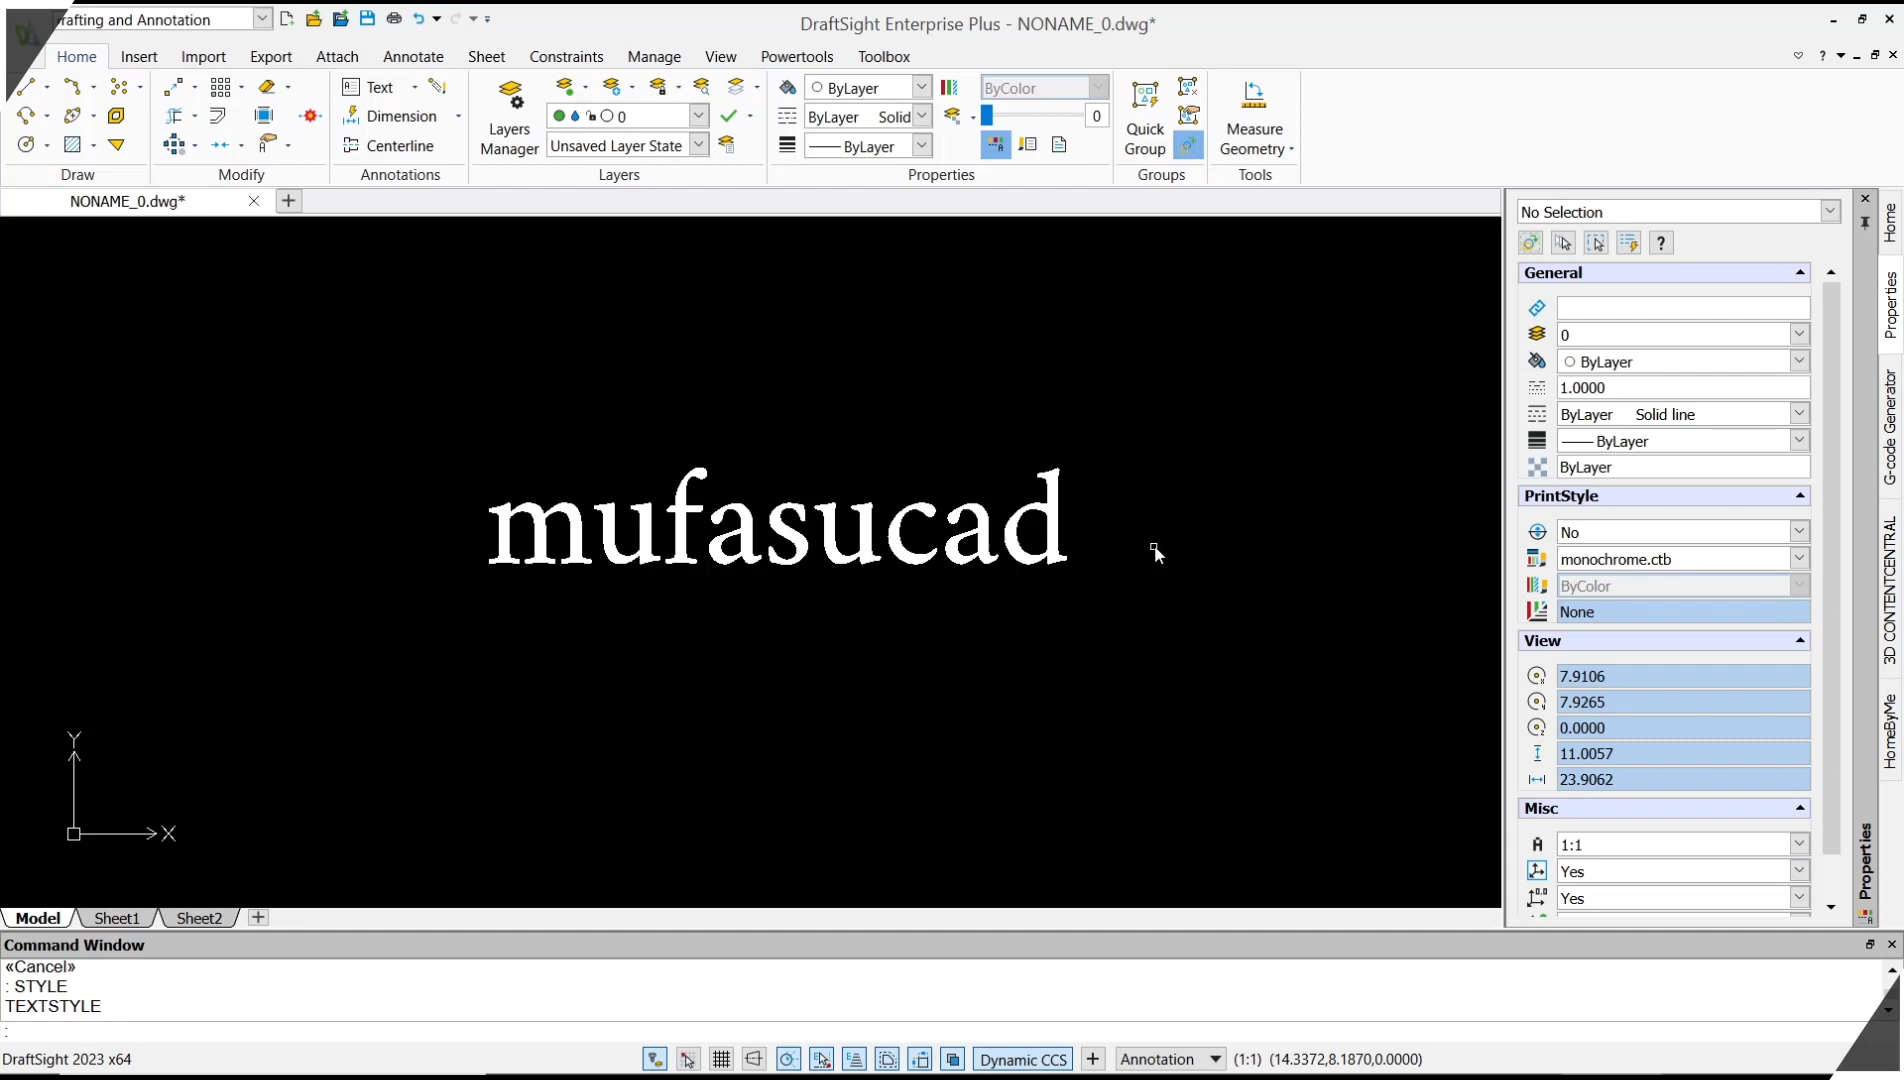 rafting and Annotation
DraftSight Enterprise Plus - NONAME_0.dwg*
Home Insert Import Export Attach Annotate Sheet Constraints Manage View Powertools Toolbox
Text
Dimension
Centerline
Layers
Manager
0
Unsaved Layer State
ByLayer
ByLayer Solid
ByLayer
ByColor
0
Quick
Group
Measure
Geometry
Draw Modify Annotations Layers Properties Groups Tools
NONAME_0.dwg*
mufasucad
Y
X
No Selection
General
0
ByLayer
1.0000
ByLayer Solid line
ByLayer
ByLayer
PrintStyle
No
monochrome.ctb
ByColor
None
View
7.9106
7.9265
0.0000
11.0057
23.9062
Misc
1:1
Yes
Yes
Properties
Home
Properties
G-code Generator
3D CONTENTCENTRAL
HomeByMe
Model Sheet1 Sheet2
Command Window
«Cancel»
: STYLE
TEXTSTYLE
:
DraftSight 2023 x64
Dynamic CCS
Annotation
(1:1) (14.3372,8.1870,0.0000)